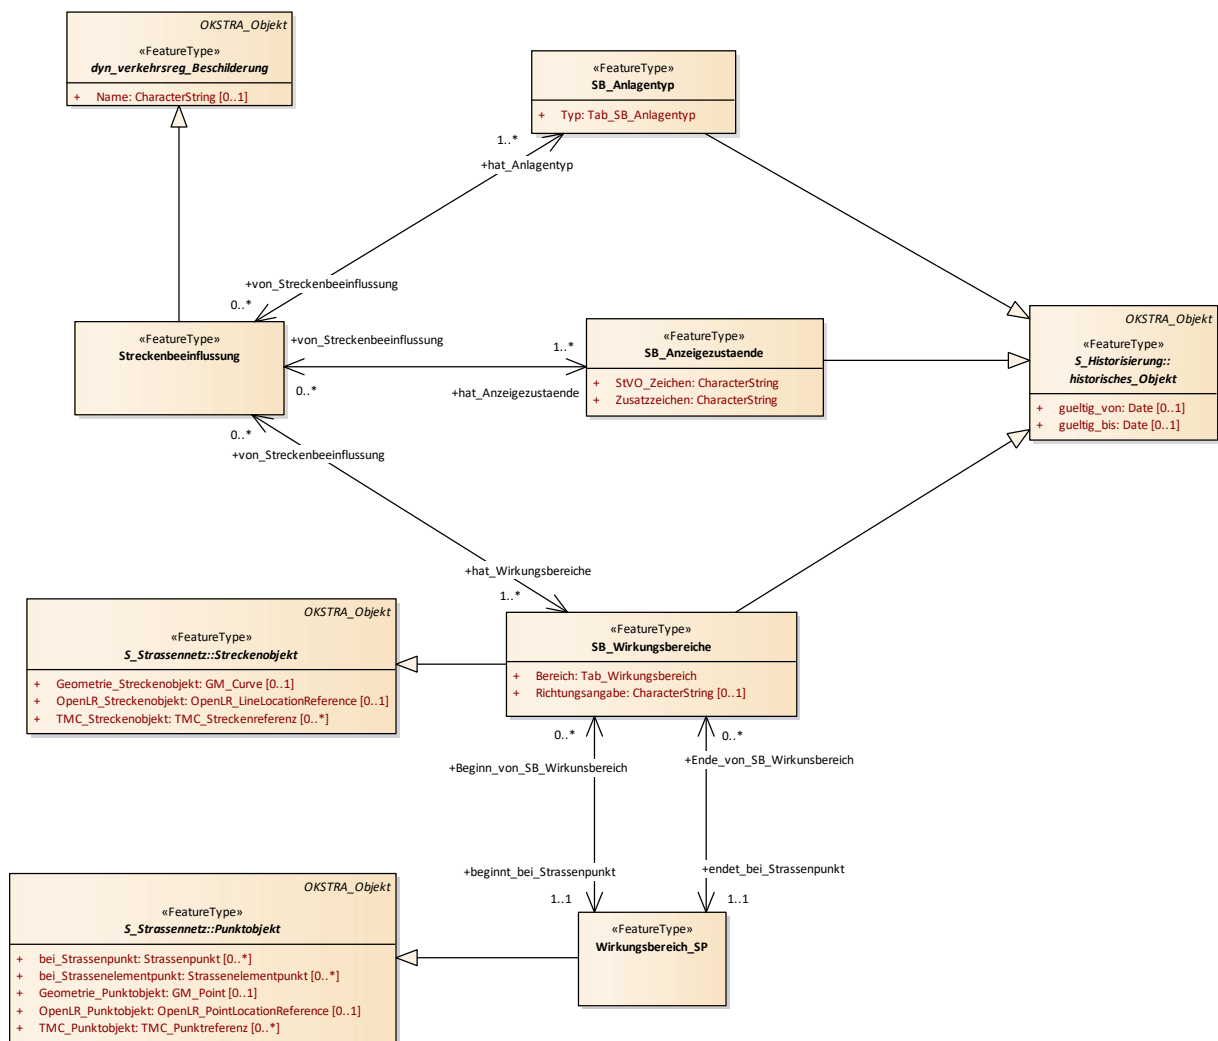 OKSTRA_Objekt
«FeatureType»
dyn_verkehrsreg_Beschilderung
+ Name: CharacterString [0..1]
«FeatureType»
SB_Anlagentyp
+ Typ: Tab_SB_Anlagentyp
1..*
+hat_Anlagentyp
+von_Streckenbeeinflussung
0..*
«FeatureType»
Streckenbeeinflussung
+von_Streckenbeeinflussung
0..*
1..*
+hat_Anzeigezustaende
«FeatureType»
SB_Anzeigezustaende
+ StVO_Zeichen: CharacterString
+ Zusatzzeichen: CharacterString
OKSTRA_Objekt
«FeatureType»
S_Historisierung::
historisches_Objekt
+ gueltig_von: Date [0..1]
+ gueltig_bis: Date [0..1]
0..*
+von_Streckenbeeinflussung
+hat_Wirkungsbereiche
1..*
OKSTRA_Objekt
«FeatureType»
S_Strassennetz::Streckenobjekt
+ Geometrie_Streckenobjekt: GM_Curve [0..1]
+ OpenLR_Streckenobjekt: OpenLR_LineLocationReference [0..1]
+ TMC_Streckenobjekt: TMC_Streckenreferenz [0..*]
«FeatureType»
SB_Wirkungsbereiche
+ Bereich: Tab_Wirkungsbereich
+ Richtungsangabe: CharacterString [0..1]
0..*
+Beginn_von_SB_Wirkunsbereich
0..*
+Ende_von_SB_Wirkunsbereich
+beginnt_bei_Strassenpunkt
1..1
+endet_bei_Strassenpunkt
1..1
OKSTRA_Objekt
«FeatureType»
S_Strassennetz::Punktobjekt
+ bei_Strassenpunkt: Strassenpunkt [0..*]
+ bei_Strassenelementpunkt: Strassenelementpunkt [0..*]
+ Geometrie_Punktobjekt: GM_Point [0..1]
+ OpenLR_Punktobjekt: OpenLR_PointLocationReference [0..1]
+ TMC_Punktobjekt: TMC_Punktreferenz [0..*]
«FeatureType»
Wirkungsbereich_SP